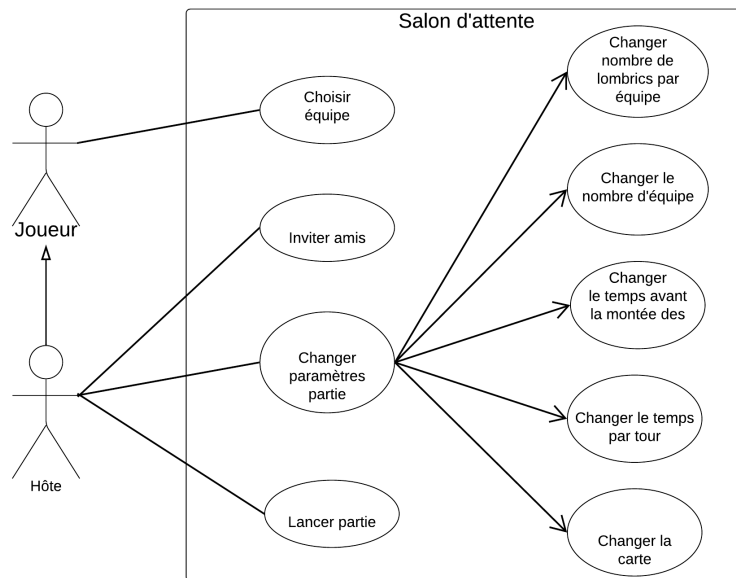 Salon d'attente
Changer
nombre de
lombrics par
équipe
Choisir
équipe
Changer le
nombre d'équipe
Joueur
Inviter amis
Changer
le temps avant
la montée des
Changer
paramètres
partie
Changer le temps
par tour
Hôte
Lancer partie
Changer la
carte